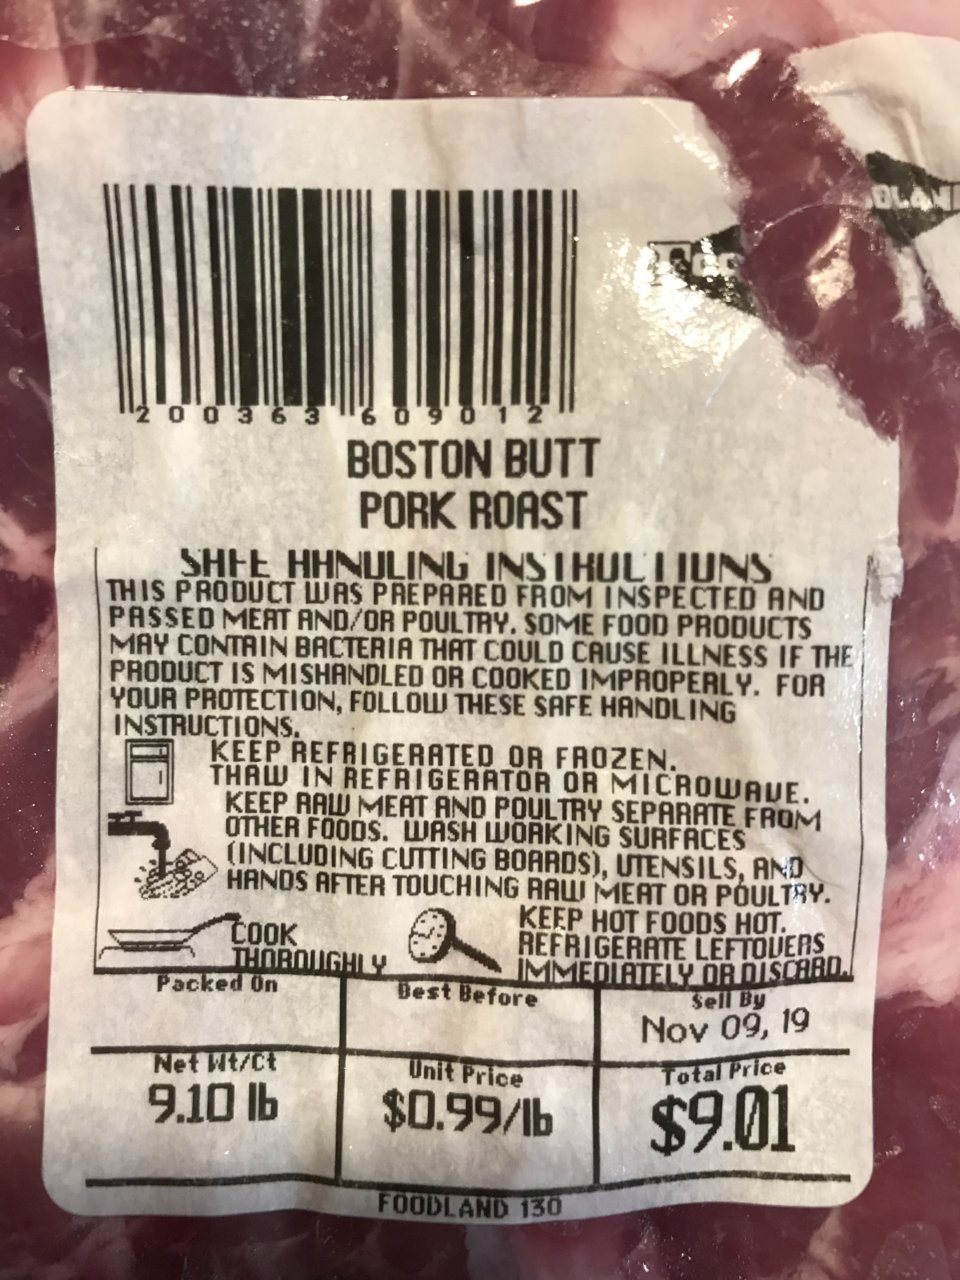 200363 609012
BOSTON BUTT
PORK ROAST
SAFE HANDLING INSTRUCTIONS
THIS PRODUCT WAS PREPARED FROM INSPECTED AND
PASSED MEAT AND/OR POULTRY. SOME FOOD PRODUCTS
MAY CONTAIN BACTERIA THAT COULD CAUSE ILLNESS IF THE
PRODUCT IS MISHANDLED OR COOKED IMPROPERLY. FOR
YOUR PROTECTION, FOLLOW THESE SAFE HANDLING
INSTRUCTIONS.
KEEP REFRIGERATED OR FROZEN.
THAW IN REFRIGERATOR OR MICROWAVE.
KEEP RAW MEAT AND POULTRY SEPARATE FROM
OTHER FOODS. WASH WORKING SURFACES
(INCLUDING CUTTING BOARDS), UTENSILS, AND
HANDS AFTER TOUCHING RAW MEAT OR POULTRY.
COOK
THOROUGHLY
KEEP HOT FOODS HOT.
REFRIGERATE LEFTOVERS
IMMEDIATELY OR DISCARD.
Packed On
Best Before
Sell By
Nov 09, 19
Net Wt/Ct
9.10 lb
Unit Price
$0.99/lb
Total Price
$9.01
FOODLAND 130